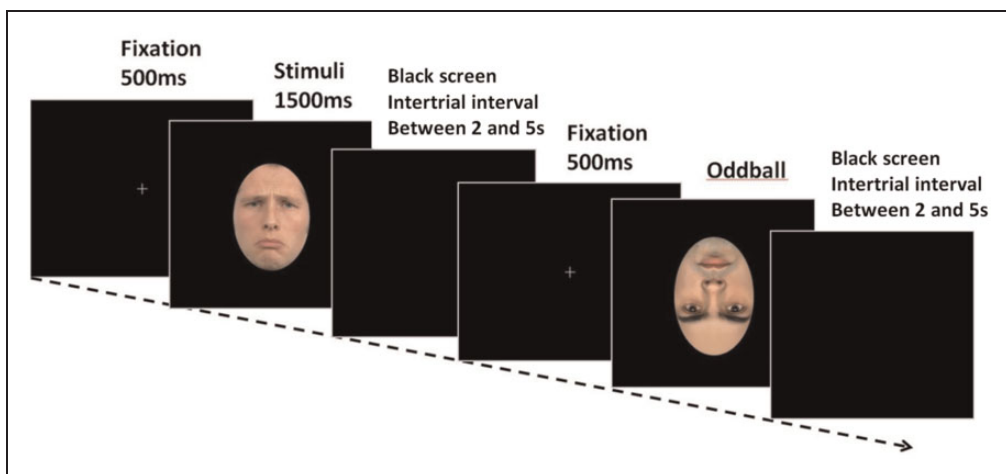 Fixation
500ms
Stimuli
1500ms
Black screen
Intertrial interval
Between 2 and 5s
Fixation
500ms
Oddball
Black screen
Intertrial interval
Between 2 and 5s